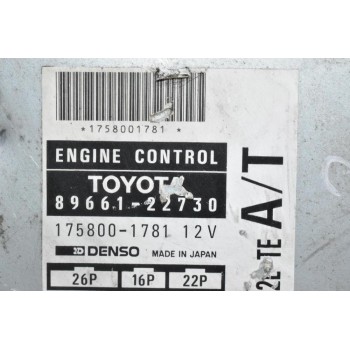 *1758001781*
ENGINE CONTROL
TOYOTA
89661-22730
175800-1781 12V
DENSO MADE IN JAPAN
26P 16P 22P
2L-TE A/T